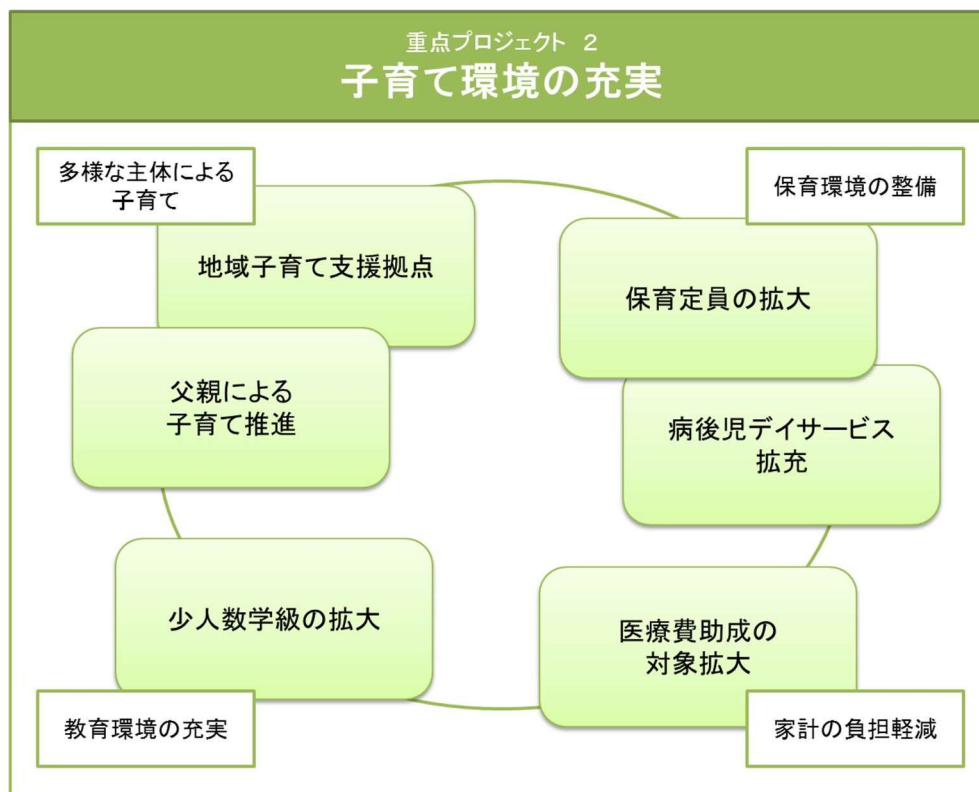 重点プロジェクト 2
子育て環境の充実
多様な主体による
子育て
地域子育て支援拠点
父親による
子育て推進
保育環境の整備
保育定員の拡大
病後児デイサービス
拡充
少人数学級の拡大
教育環境の充実
医療費助成の
対象拡大
家計の負担軽減